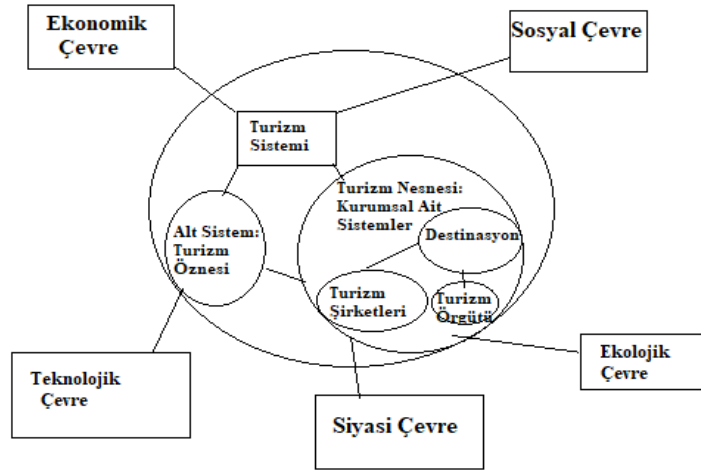 Ekonomik
Çevre
Sosyal Çevre
Turizm
Sistemi
Turizm Nesnesi:
Kurumsal Ait
Sistemler
Alt Sistem:
Turizm
Öznesi
Destinasyon
Turizm
Şirketleri
Turizm
Örgütü
Teknolojik
Çevre
Siyasi Çevre
Ekolojik
Çevre